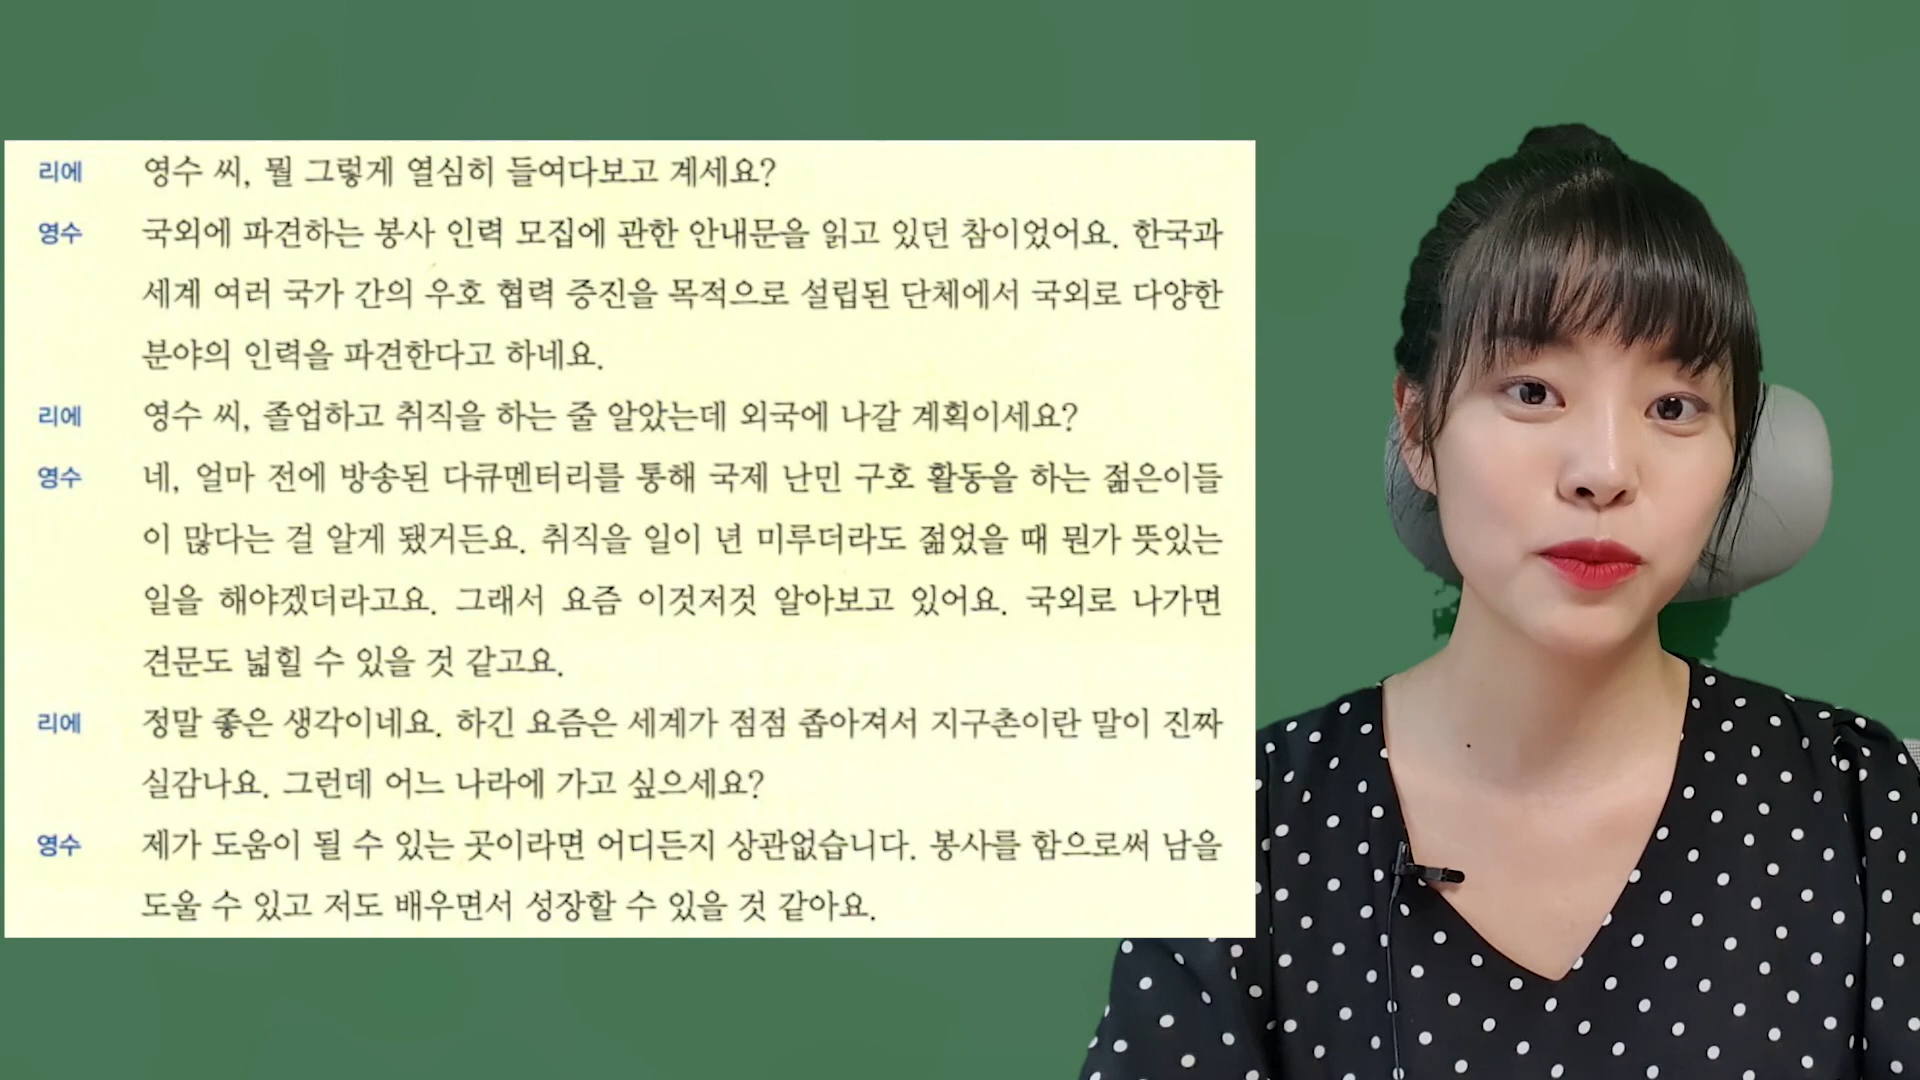 리에 영수 씨, 뭘 그렇게 열심히 들여다보고 계세요?
영수 국외에 파견하는 봉사 인력 모집에 관한 안내문을 읽고 있던 참이었어요. 한국과
세계 여러 국가 간의 우호 협력 증진을 목적으로 설립된 단체에서 국외로 다양한
분야의 인력을 파견한다고 하네요.
리에 영수 씨, 졸업하고 취직을 하는 줄 알았는데 외국에 나갈 계획이세요?
영수 네, 얼마 전에 방송된 다큐멘터리를 통해 국제 난민 구호 활동을 하는 젊은이들
이 많다는 걸 알게 됐거든요. 취직을 일이 년 미루더라도 젊었을 때 뭔가 뜻있는
일을 해야겠더라고요. 그래서 요즘 이것저것 알아보고 있어요. 국외로 나가면
견문도 넓힐 수 있을 것 같고요.
리에 정말 좋은 생각이네요. 하긴 요즘은 세계가 점점 좁아져서 지구촌이란 말이 진짜
실감나요. 그런데 어느 나라에 가고 싶으세요?
영수 제가 도움이 될 수 있는 곳이라면 어디든지 상관없습니다. 봉사를 함으로써 남을
도울 수 있고 저도 배우면서 성장할 수 있을 것 같아요.